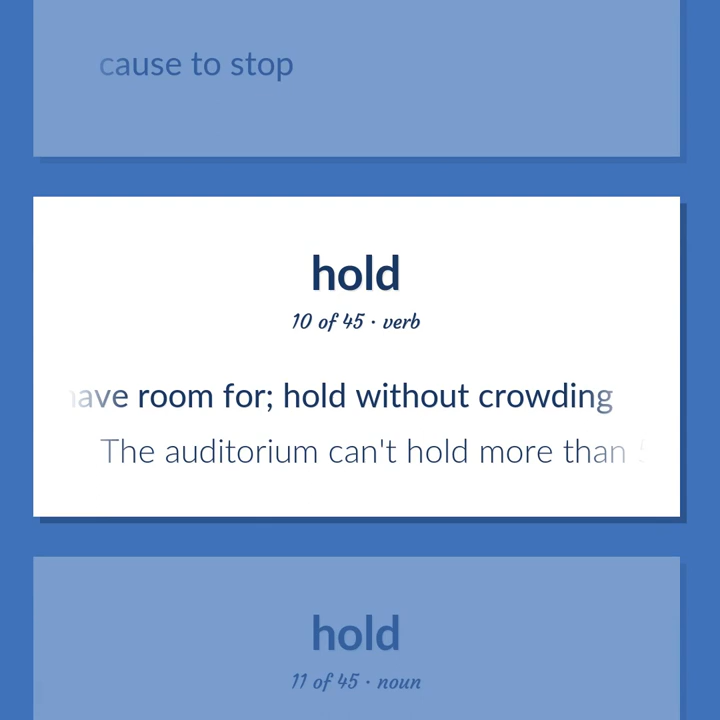 cause to stop
hold
10 of 45 · verb
have room for; hold without crowding
The auditorium can't hold more than
hold
11 of 45 · noun